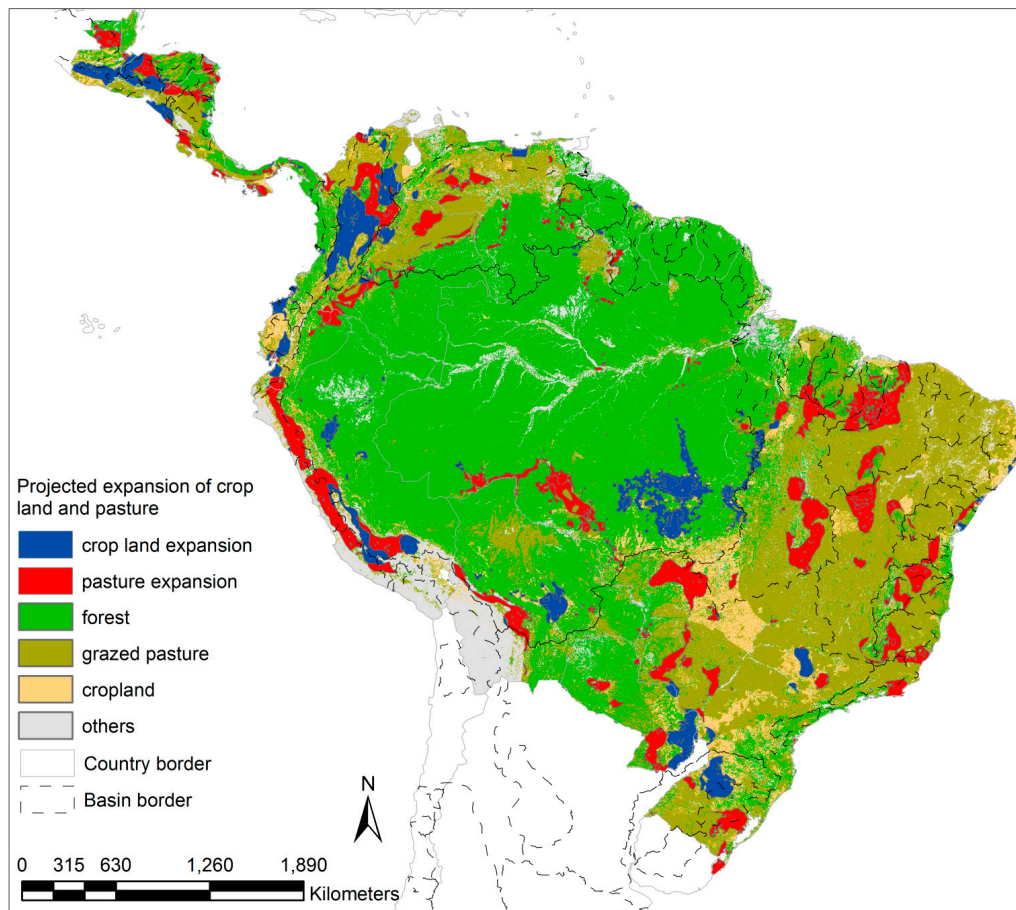 Projected expansion of crop
land and pasture
crop land expansion
pasture expansion
forest
grazed pasture
cropland
others
Country border
Basin border
N
0 315 630 1,260 1,890
Kilometers